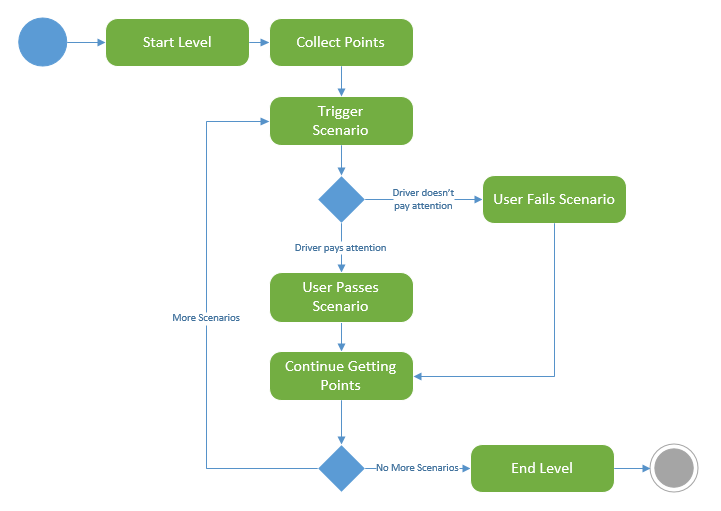 Start Level
Collect Points
Trigger
Scenario
Driver doesn't
pay attention
User Fails Scenario
Driver pays attention
User Passes
Scenario
More Scenarios
Continue Getting
Points
No More Scenarios
End Level